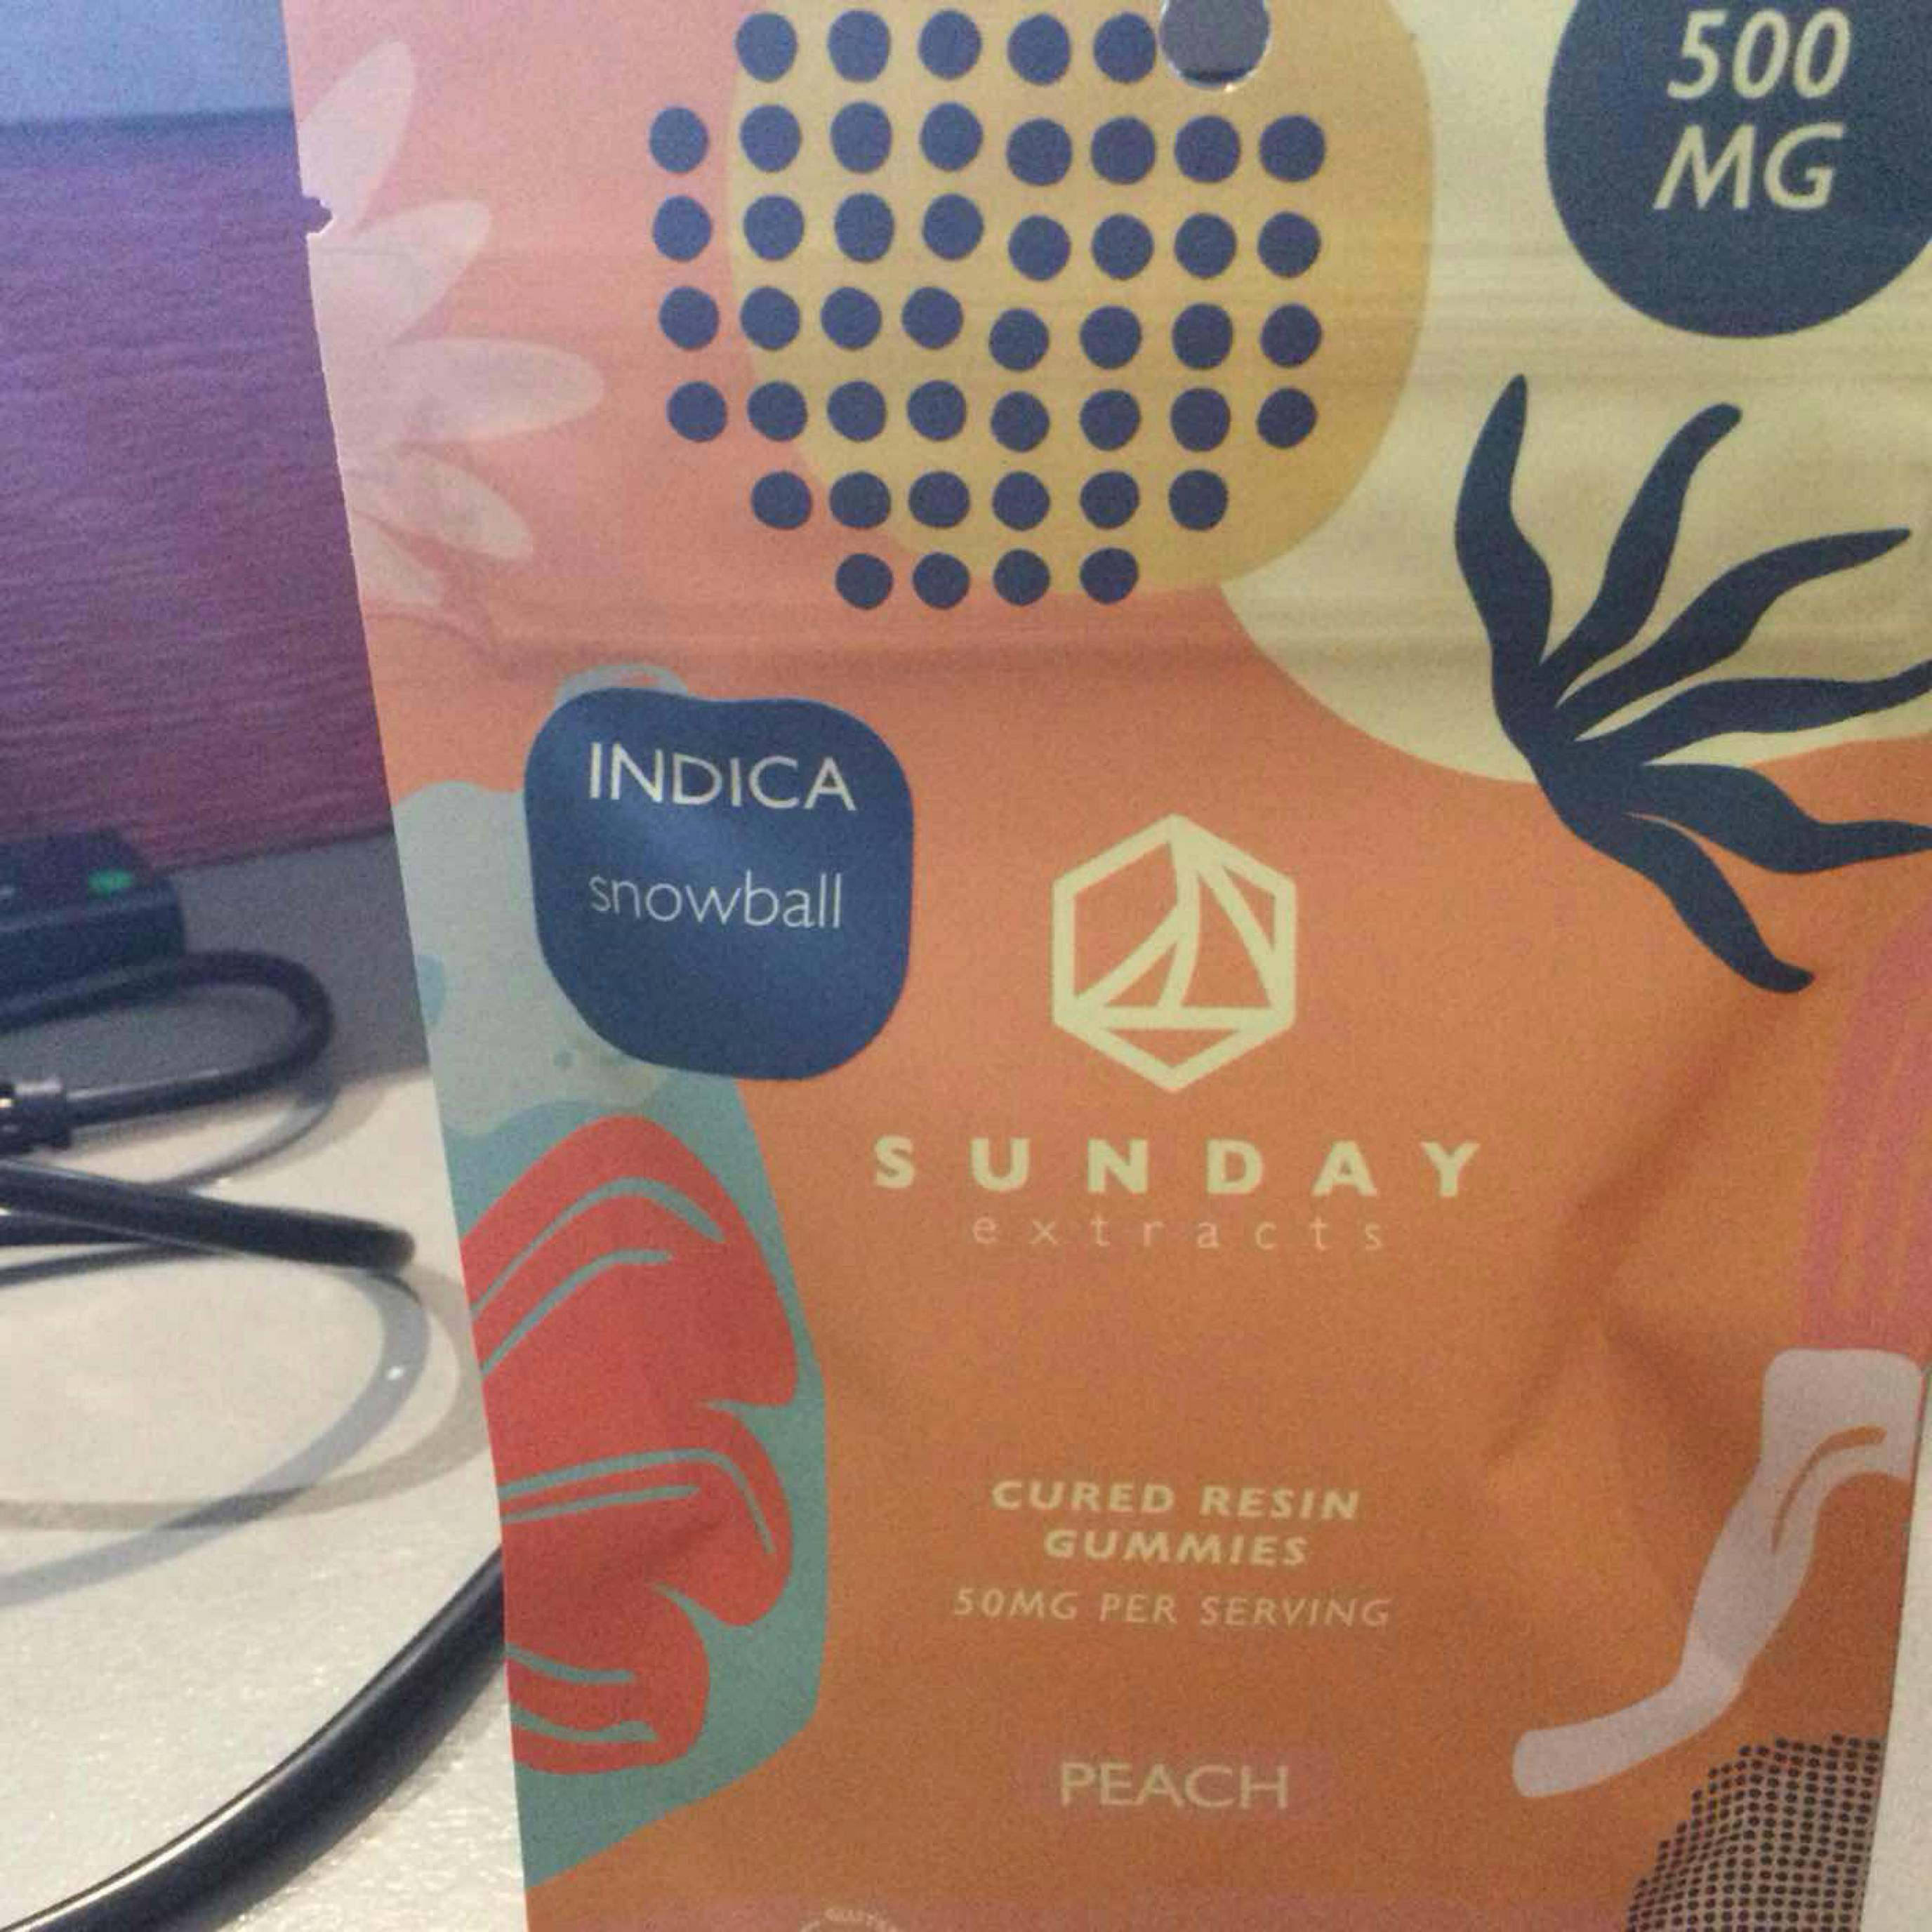 500
MG
INDICA
snowball
SUNDAY
extracts
CURED RESIN
GUMMIES
50MG PER SERVING
PEACH